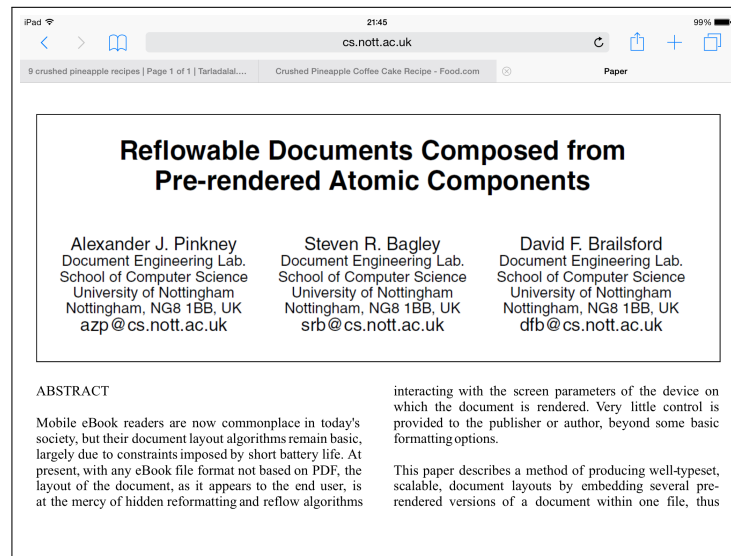 iPad 21:45 99%
cs.nott.ac.uk
9 crushed pineapple recipes | Page 1 of 1 | Tarladalal.... Crushed Pineapple Coffee Cake Recipe - Food.com Paper
Reflowable Documents Composed from
Pre-rendered Atomic Components
Alexander J. Pinkney
Document Engineering Lab.
School of Computer Science
University of Nottingham
Nottingham, NG8 1BB, UK
azp@cs.nott.ac.uk
Steven R. Bagley
Document Engineering Lab.
School of Computer Science
University of Nottingham
Nottingham, NG8 1BB, UK
srb@cs.nott.ac.uk
David F. Brailsford
Document Engineering Lab.
School of Computer Science
University of Nottingham
Nottingham, NG8 1BB, UK
dfb@cs.nott.ac.uk
ABSTRACT
Mobile eBook readers are now commonplace in today's
society, but their document layout algorithms remain basic,
largely due to constraints imposed by short battery life. At
present, with any eBook file format not based on PDF, the
layout of the document, as it appears to the end user, is
at the mercy of hidden reformatting and reflow algorithms
interacting with the screen parameters of the device on
which the document is rendered. Very little control is
provided to the publisher or author, beyond some basic
formatting options.
This paper describes a method of producing well-typeset,
scalable, document layouts by embedding several pre-
rendered versions of a document within one file, thus